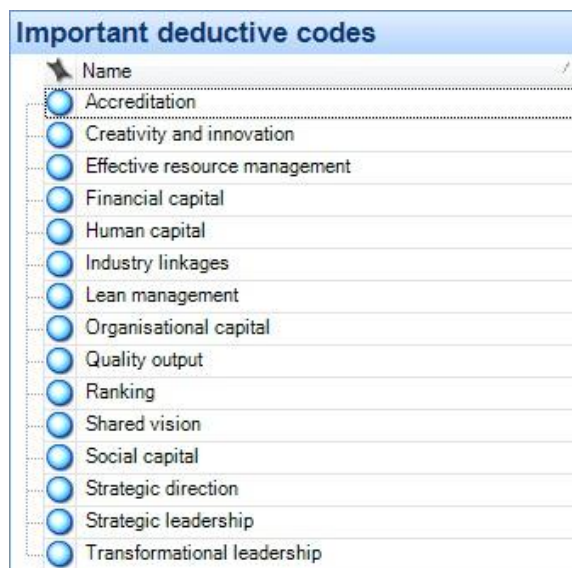 Important deductive codes
Name
Accreditation
Creativity and innovation
Effective resource management
Financial capital
Human capital
Industry linkages
Lean management
Organisational capital
Quality output
Ranking
Shared vision
Social capital
Strategic direction
Strategic leadership
Transformational leadership